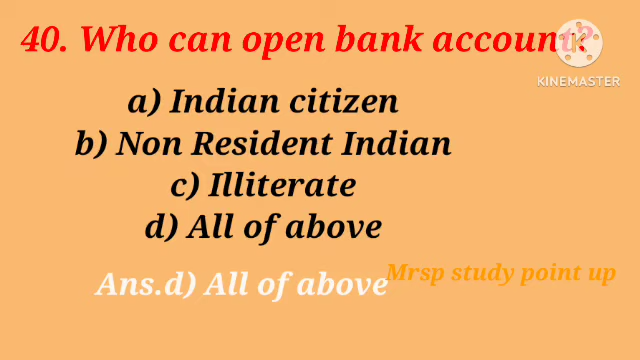 40. Who can open bank account?
KINEMASTER
a) Indian citizen
b) Non Resident Indian
c) Illiterate
d) All of above
Mrsp study point up
Ans.d) All of above